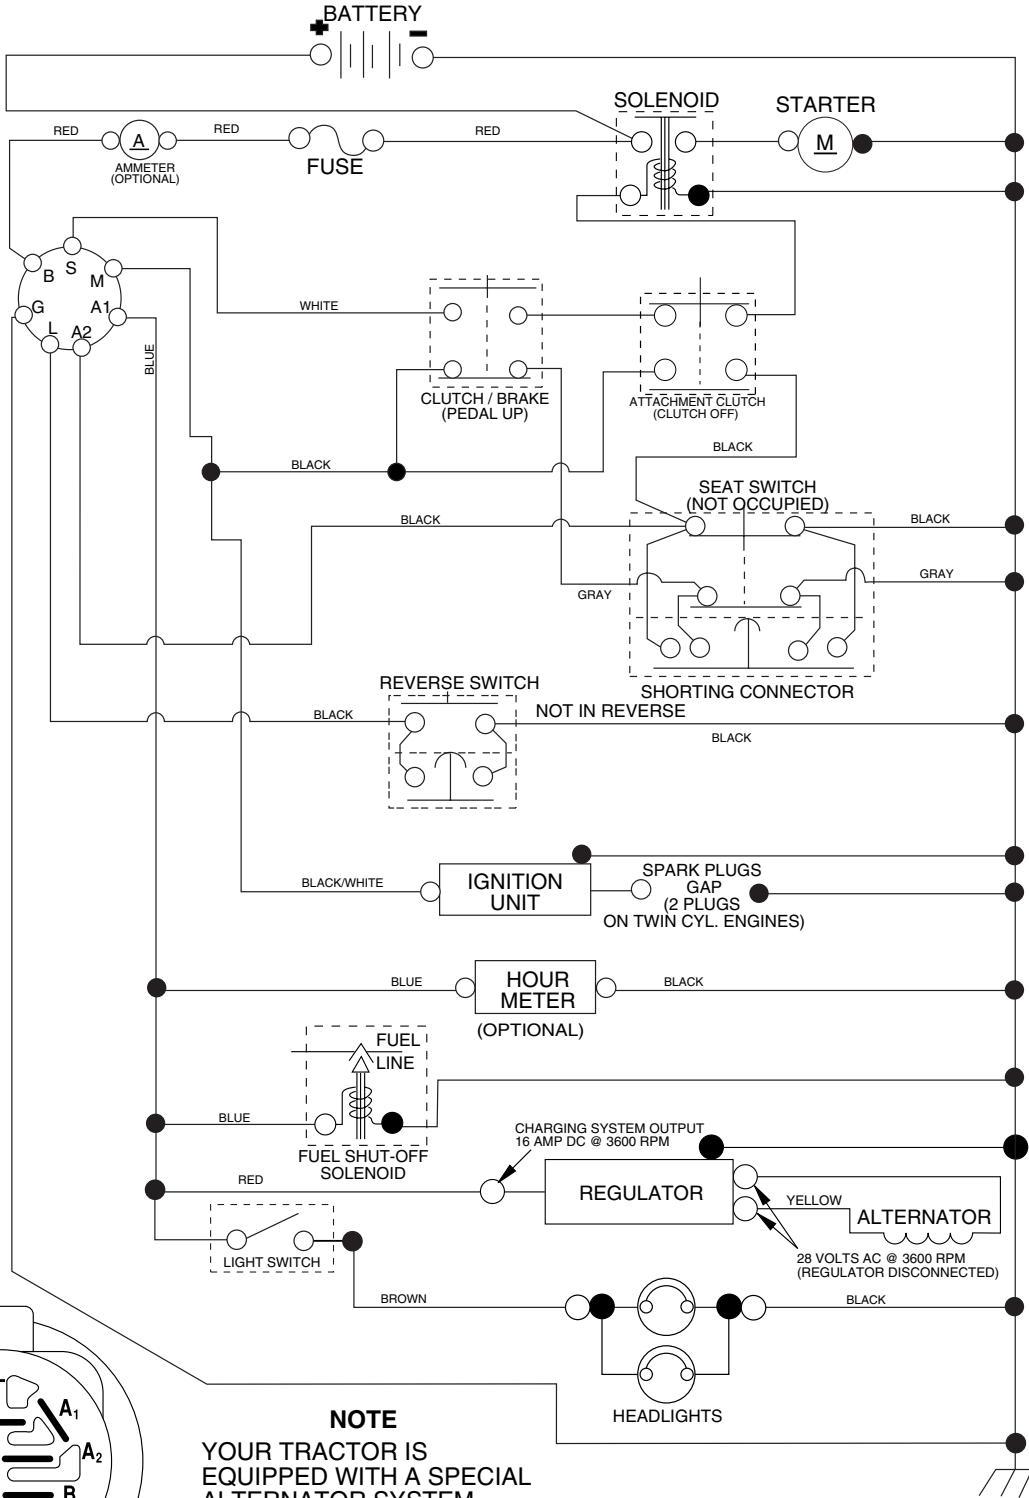 BATTERY
+ -
SOLENOID
STARTER
RED
A
RED
RED
M
AMMETER
(OPTIONAL)
FUSE
B
S
M
G
A1
L
A2
WHITE
BLUE
CLUTCH / BRAKE
(PEDAL UP)
ATTACHMENT CLUTCH
(CLUTCH OFF)
BLACK
BLACK
SEAT SWITCH
(NOT OCCUPIED)
BLACK
BLACK
GRAY
GRAY
SHORTING CONNECTOR
REVERSE SWITCH
NOT IN REVERSE
BLACK
BLACK
IGNITION
UNIT
BLACK/WHITE
SPARK PLUGS
GAP
(2 PLUGS
ON TWIN CYL. ENGINES)
BLUE
HOUR
METER
BLACK
(OPTIONAL)
FUEL
LINE
BLUE
FUEL SHUT-OFF
SOLENOID
CHARGING SYSTEM OUTPUT
16 AMP DC @ 3600 RPM
RED
REGULATOR
YELLOW
ALTERNATOR
28 VOLTS AC @ 3600 RPM
(REGULATOR DISCONNECTED)
LIGHT SWITCH
BROWN
BLACK
HEADLIGHTS
A1
A2
B
NOTE
YOUR TRACTOR IS
EQUIPPED WITH A SPECIAL
ALTERNATOR SYSTEM